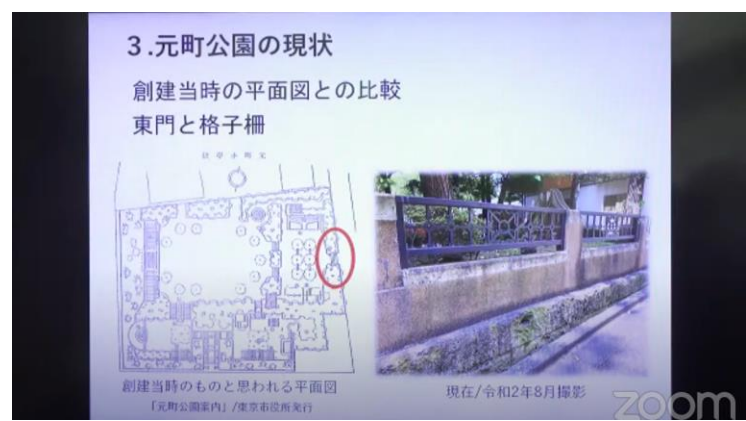 3.元町公園の現状
創建当時の平面図との比較
東門と格子柵
創建当時のものと思われる平面図
「元町公園案内」/東京市役所発行
現在/令和2年8月撮影
zoom